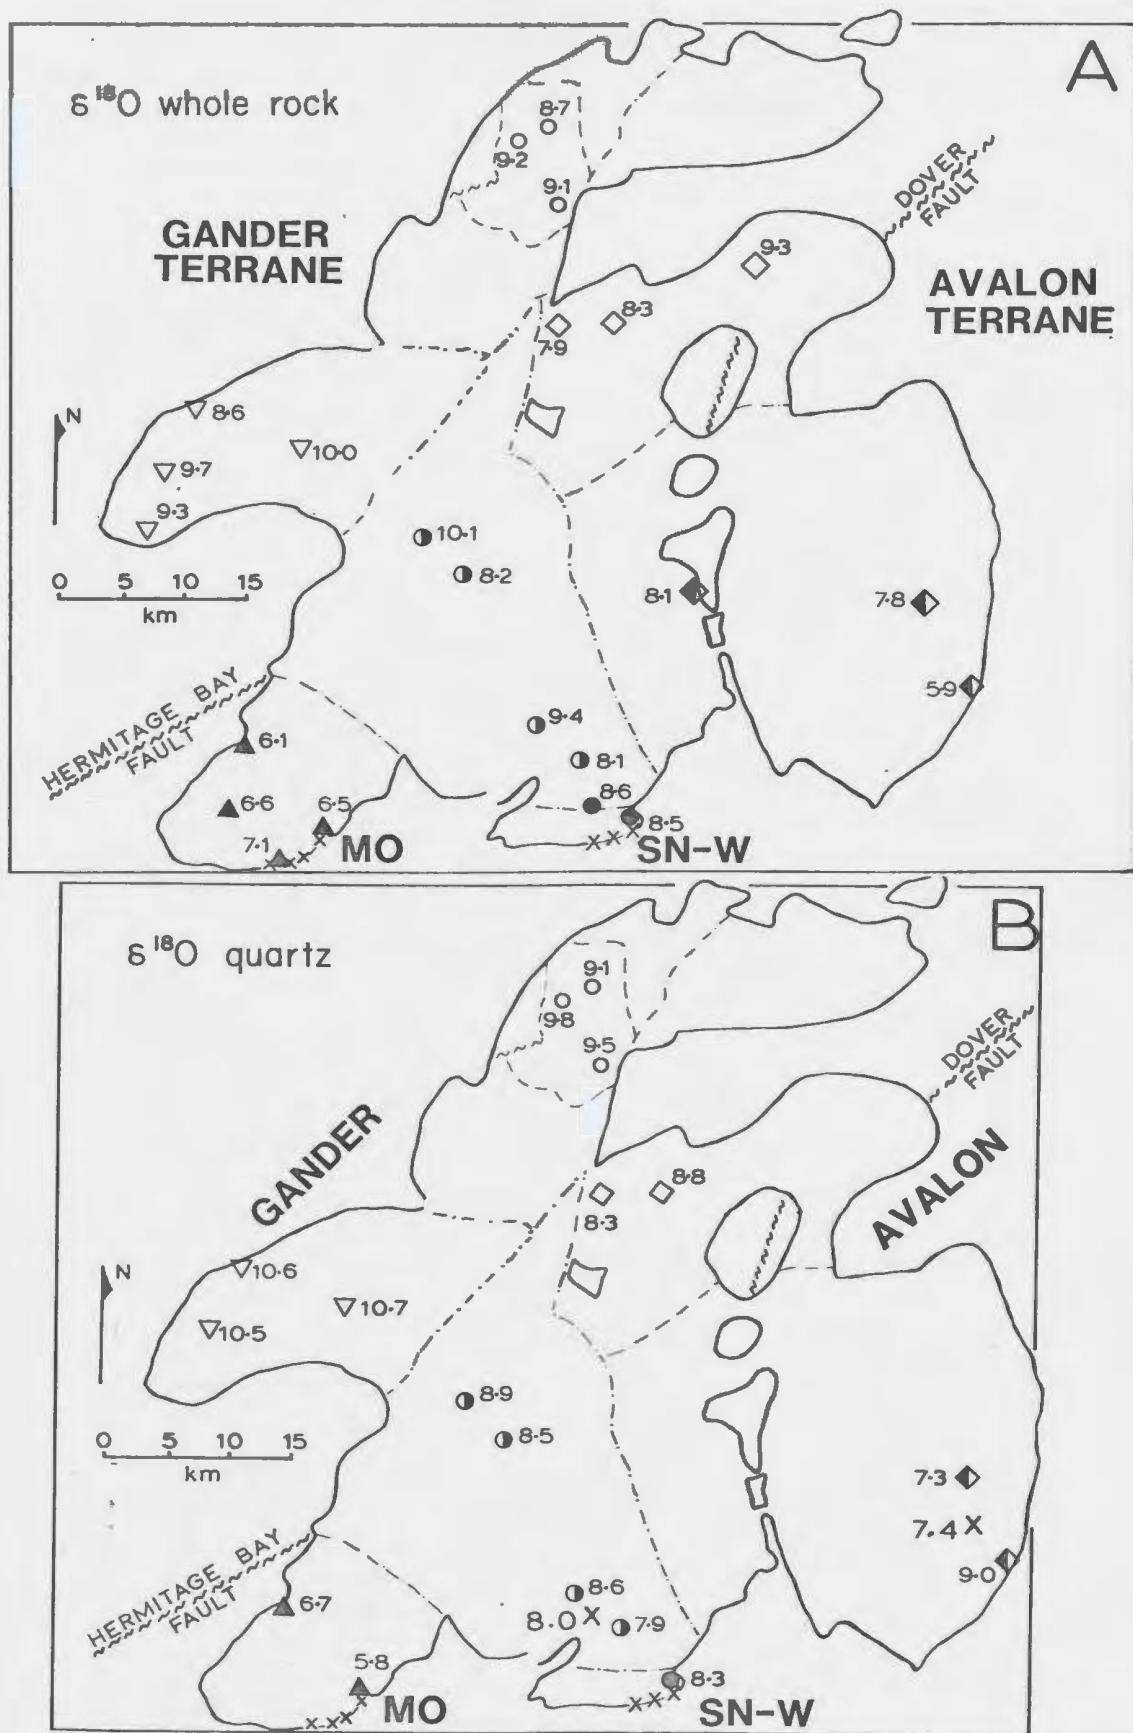 A
δ¹⁸O whole rock
8·7
9·2
9·1
DOVER
FAULT
GANDER
TERRANE
9·3
AVALON
TERRANE
8·3
7·9
N
8·6
10·0
9·7
9·3
10·1
8·2
0 5 10 15
km
8·1
7·8
5·9
HERMITAGE BAY
FAULT
9·4
6·1
8·1
6·6
6·5
8·6
8·5
7·1
MO
SN-W
B
δ¹⁸O quartz
9·1
9·8
9·5
DOVER
FAULT
GANDER
AVALON
8·8
8·3
N
10·6
10·7
10·5
8·9
8·5
0 5 10 15
km
7·3
7.4
9·0
HERMITAGE BAY
FAULT
8·6
6·7
8.0
7·9
5·8
8·3
MO
SN-W